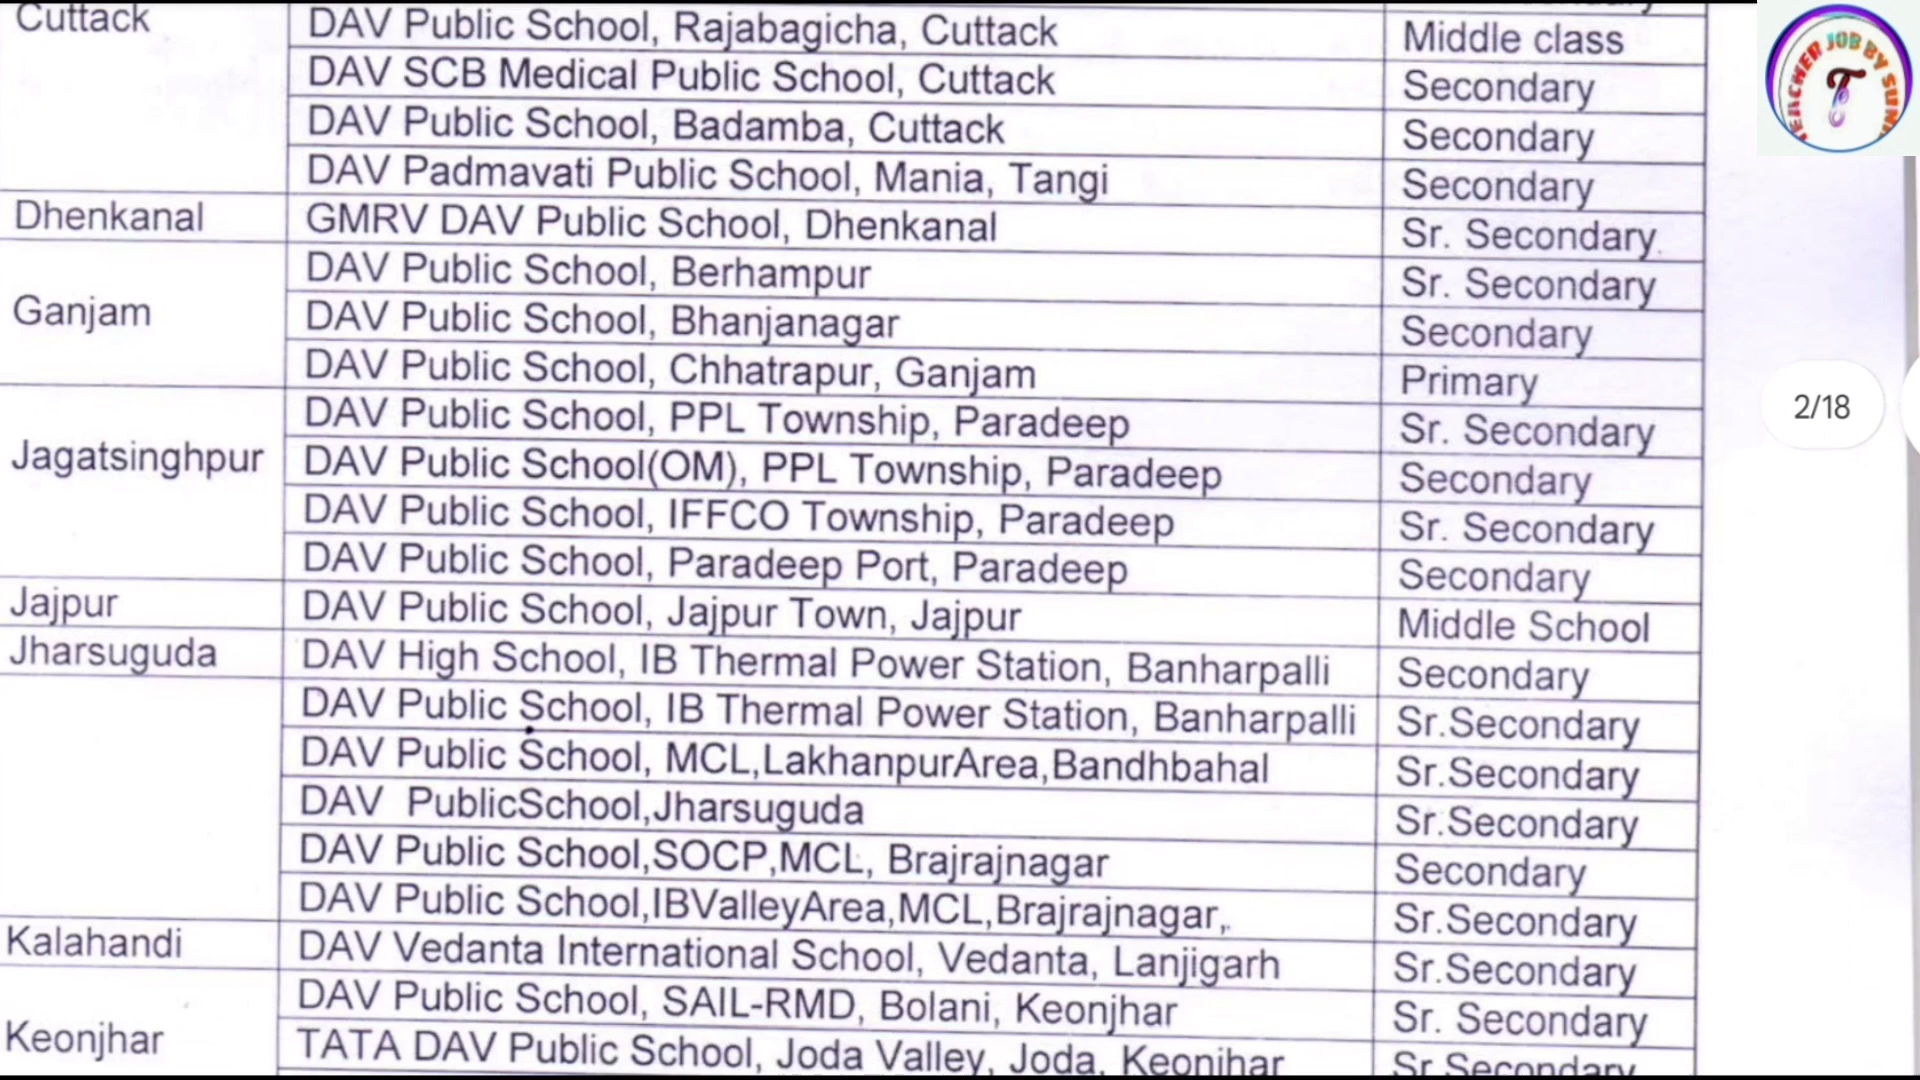 Cuttack
DAV Public School, Rajabagicha, Cuttack Middle class
DAV SCB Medical Public School, Cuttack Secondary
DAV Public School, Badamba, Cuttack Secondary
DAV Padmavati Public School, Mania, Tangi Secondary
Dhenkanal GMRV DAV Public School, Dhenkanal Sr. Secondary.
DAV Public School, Berhampur Sr. Secondary
Ganjam DAV Public School, Bhanjanagar Secondary
DAV Public School, Chhatrapur, Ganjam Primary
DAV Public School, PPL Township, Paradeep Sr. Secondary
Jagatsinghpur DAV Public School(OM), PPL Township, Paradeep Secondary
DAV Public School, IFFCO Township, Paradeep Sr. Secondary
DAV Public School, Paradeep Port, Paradeep Secondary
Jajpur DAV Public School, Jajpur Town, Jajpur Middle School
Jharsuguda DAV High School, IB Thermal Power Station, Banharpalli Secondary
DAV Public School, IB Thermal Power Station, Banharpalli Sr.Secondary
DAV Public School, MCL,LakhanpurArea,Bandhbahal Sr.Secondary
DAV PublicSchool,Jharsuguda Sr.Secondary
DAV Public School,SOCP,MCL, Brajrajnagar Secondary
DAV Public School,IBValleyArea,MCL,Brajrajnagar,. Sr.Secondary
Kalahandi DAV Vedanta International School, Vedanta, Lanjigarh Sr.Secondary
DAV Public School, SAIL-RMD, Bolani, Keonjhar Sr. Secondary
Keonjhar TATA DAV Public School, Joda Valley, Joda, Keonjhar Sr.Secondary
TEACHER JOB BY SUNI
T
2/18